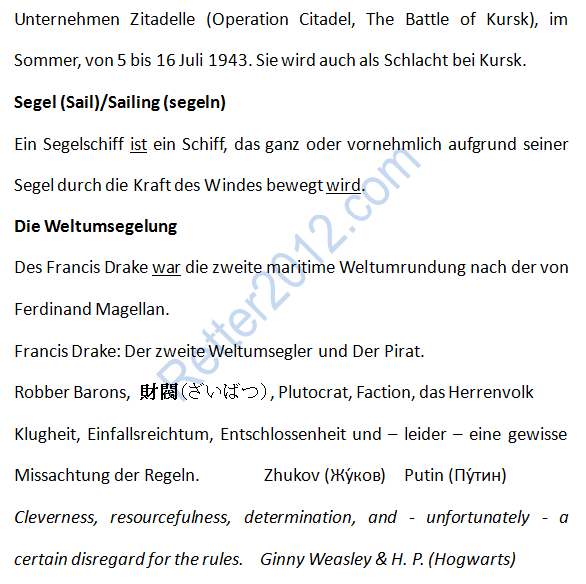 Unternehmen Zitadelle (Operation Citadel, The Battle of Kursk), im
Sommer, von 5 bis 16 Juli 1943. Sie wird auch als Schlacht bei Kursk.
Segel (Sail)/Sailing (segeln)
Ein Segelschiff ist ein Schiff, das ganz oder vornehmlich aufgrund seiner
Segel durch die Kraft des Windes bewegt wird.
Die Weltumsegelung
Des Francis Drake war die zweite maritime Weltumrundung nach der von
Ferdinand Magellan.
Francis Drake: Der zweite Weltumsegler und Der Pirat.
Robber Barons, 財閥(ざいばつ), Plutocrat, Faction, das Herrenvolk
Klugheit, Einfallsreichtum, Entschlossenheit und – leider – eine gewisse
Missachtung der Regeln. Zhukov (Жу́ков) Putin (Пу́тин)
Cleverness, resourcefulness, determination, and - unfortunately - a
certain disregard for the rules. Ginny Weasley & H. P. (Hogwarts)
Retter2012.com